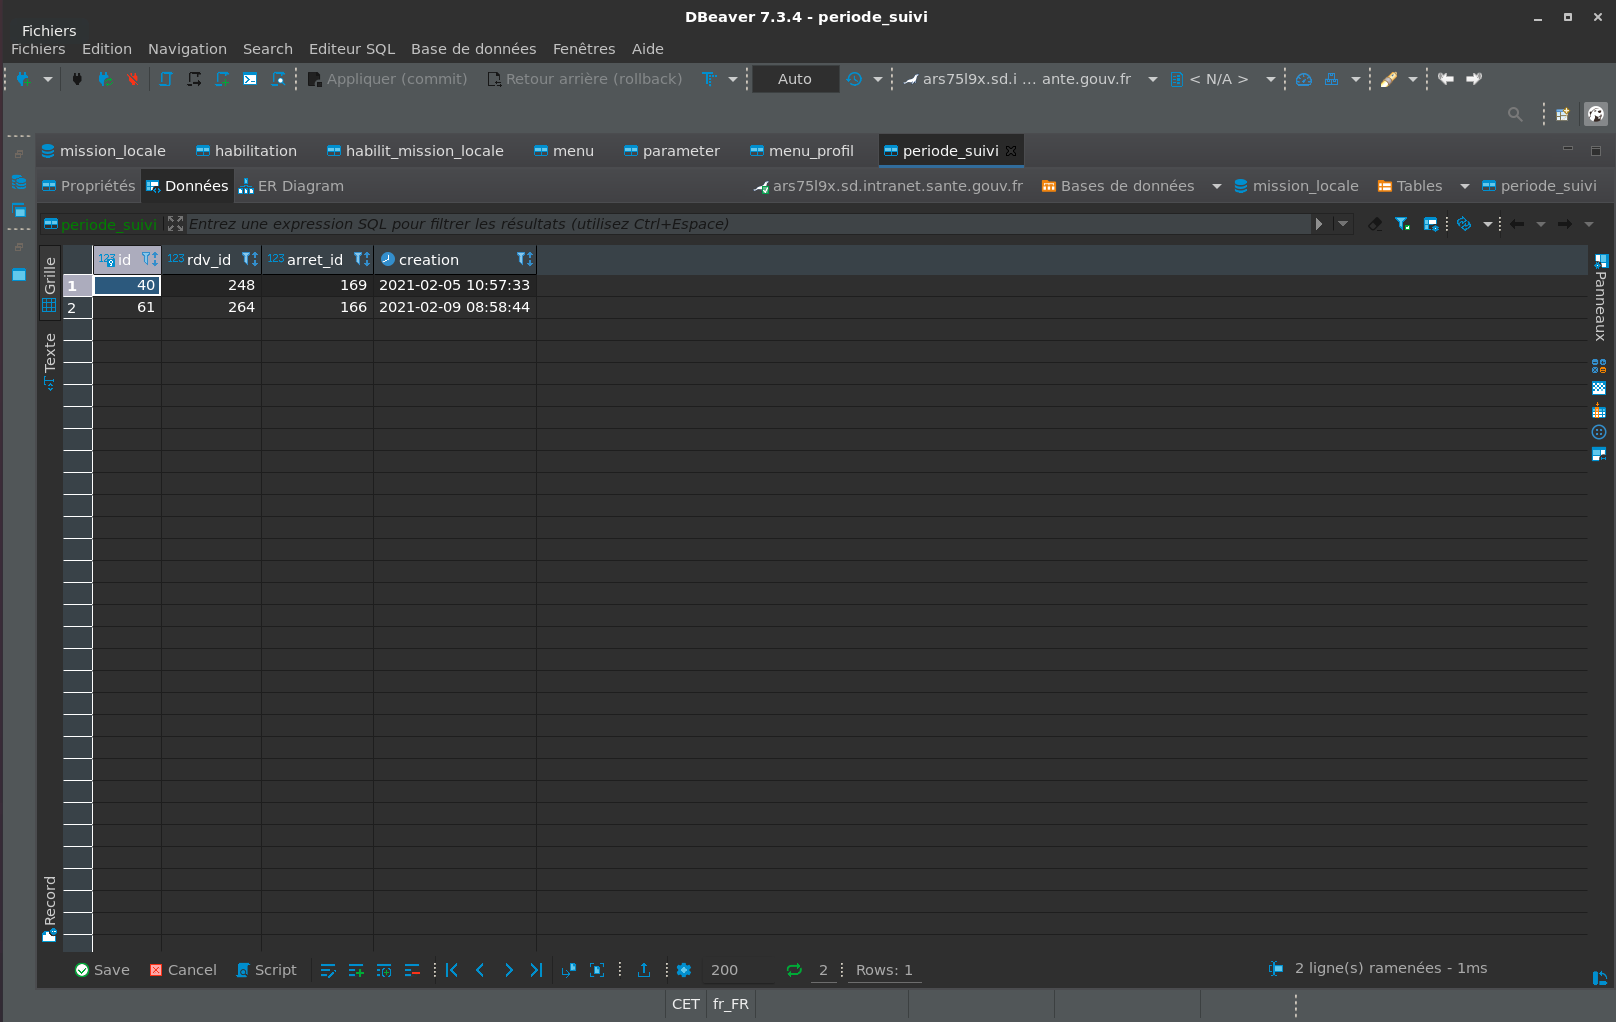 DBeaver 7.3.4 - periode_suivi
Fichiers
Fichiers Edition Navigation Search Editeur SQL Base de données Fenêtres Aide
Appliquer (commit) Retour arrière (rollback) Auto ars75l9x.sd.i ... ante.gouv.fr < N/A >
mission_locale habilitation habilit_mission_locale menu parameter menu_profil periode_suivi
Propriétés Données ER Diagram ars75l9x.sd.intranet.sante.gouv.fr Bases de données mission_locale Tables periode_suivi
periode_suivi Entrez une expression SQL pour filtrer les résultats (utilisez Ctrl+Espace)
Grille
Texte
Record
123 id 123 rdv_id 123 arret_id creation
1 40 248 169 2021-02-05 10:57:33
2 61 264 166 2021-02-09 08:58:44
Panneaux
Save Cancel Script 200 2 Rows: 1 2 ligne(s) ramenées - 1ms
CET fr_FR